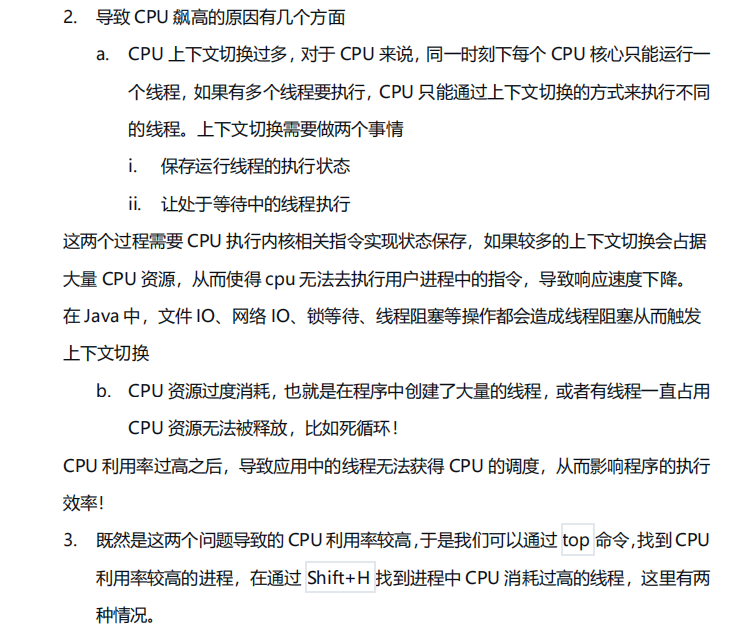 2. 导致 CPU 飙高的原因有几个方面
a. CPU 上下文切换过多，对于 CPU 来说，同一时刻下每个 CPU 核心只能运行一
个线程，如果有多个线程要执行，CPU 只能通过上下文切换的方式来执行不同
的线程。上下文切换需要做两个事情
i. 保存运行线程的执行状态
ii. 让处于等待中的线程执行
这两个过程需要 CPU 执行内核相关指令实现状态保存，如果较多的上下文切换会占据
大量 CPU 资源，从而使得 cpu 无法去执行用户进程中的指令，导致响应速度下降。
在 Java 中，文件 IO、网络 IO、锁等待、线程阻塞等操作都会造成线程阻塞从而触发
上下文切换
b. CPU 资源过度消耗，也就是在程序中创建了大量的线程，或者有线程一直占用
CPU 资源无法被释放，比如死循环！
CPU 利用率过高之后，导致应用中的线程无法获得 CPU 的调度，从而影响程序的执行
效率！
3. 既然是这两个问题导致的 CPU 利用率较高，于是我们可以通过 top 命令，找到 CPU
利用率较高的进程，在通过 Shift+H 找到进程中 CPU 消耗过高的线程，这里有两
种情况。